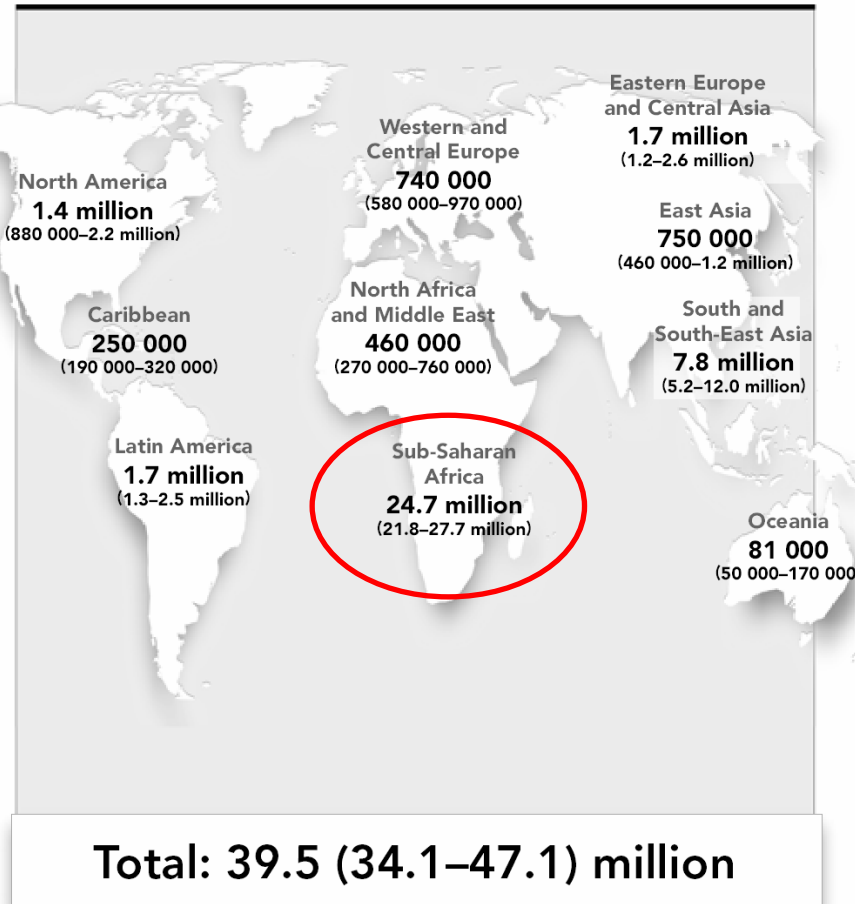 Eastern Europe
and Central Asia
1.7 million
(1.2–2.6 million)
Western and
Central Europe
740 000
(580 000–970 000)
North America
1.4 million
(880 000–2.2 million)
East Asia
750 000
(460 000–1.2 million)
North Africa
and Middle East
460 000
(270 000–760 000)
South and
South-East Asia
7.8 million
(5.2–12.0 million)
Caribbean
250 000
(190 000–320 000)
Latin America
1.7 million
(1.3–2.5 million)
Sub-Saharan
Africa
24.7 million
(21.8–27.7 million)
Oceania
81 000
(50 000–170 000
Total: 39.5 (34.1–47.1) million